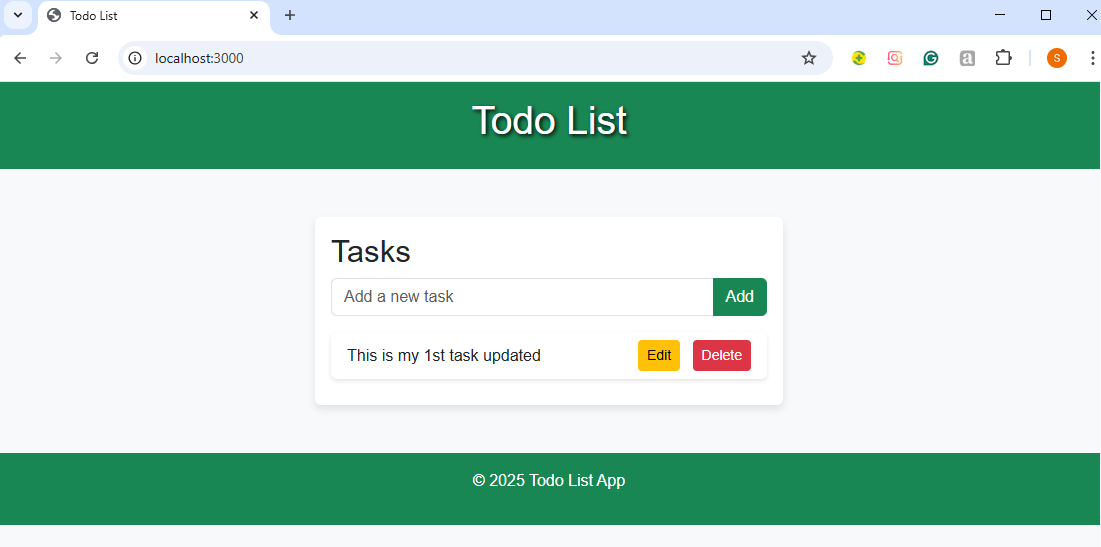 Todo List
localhost:3000
S
Todo List
Tasks
Add a new task Add
This is my 1st task updated Edit Delete
© 2025 Todo List App